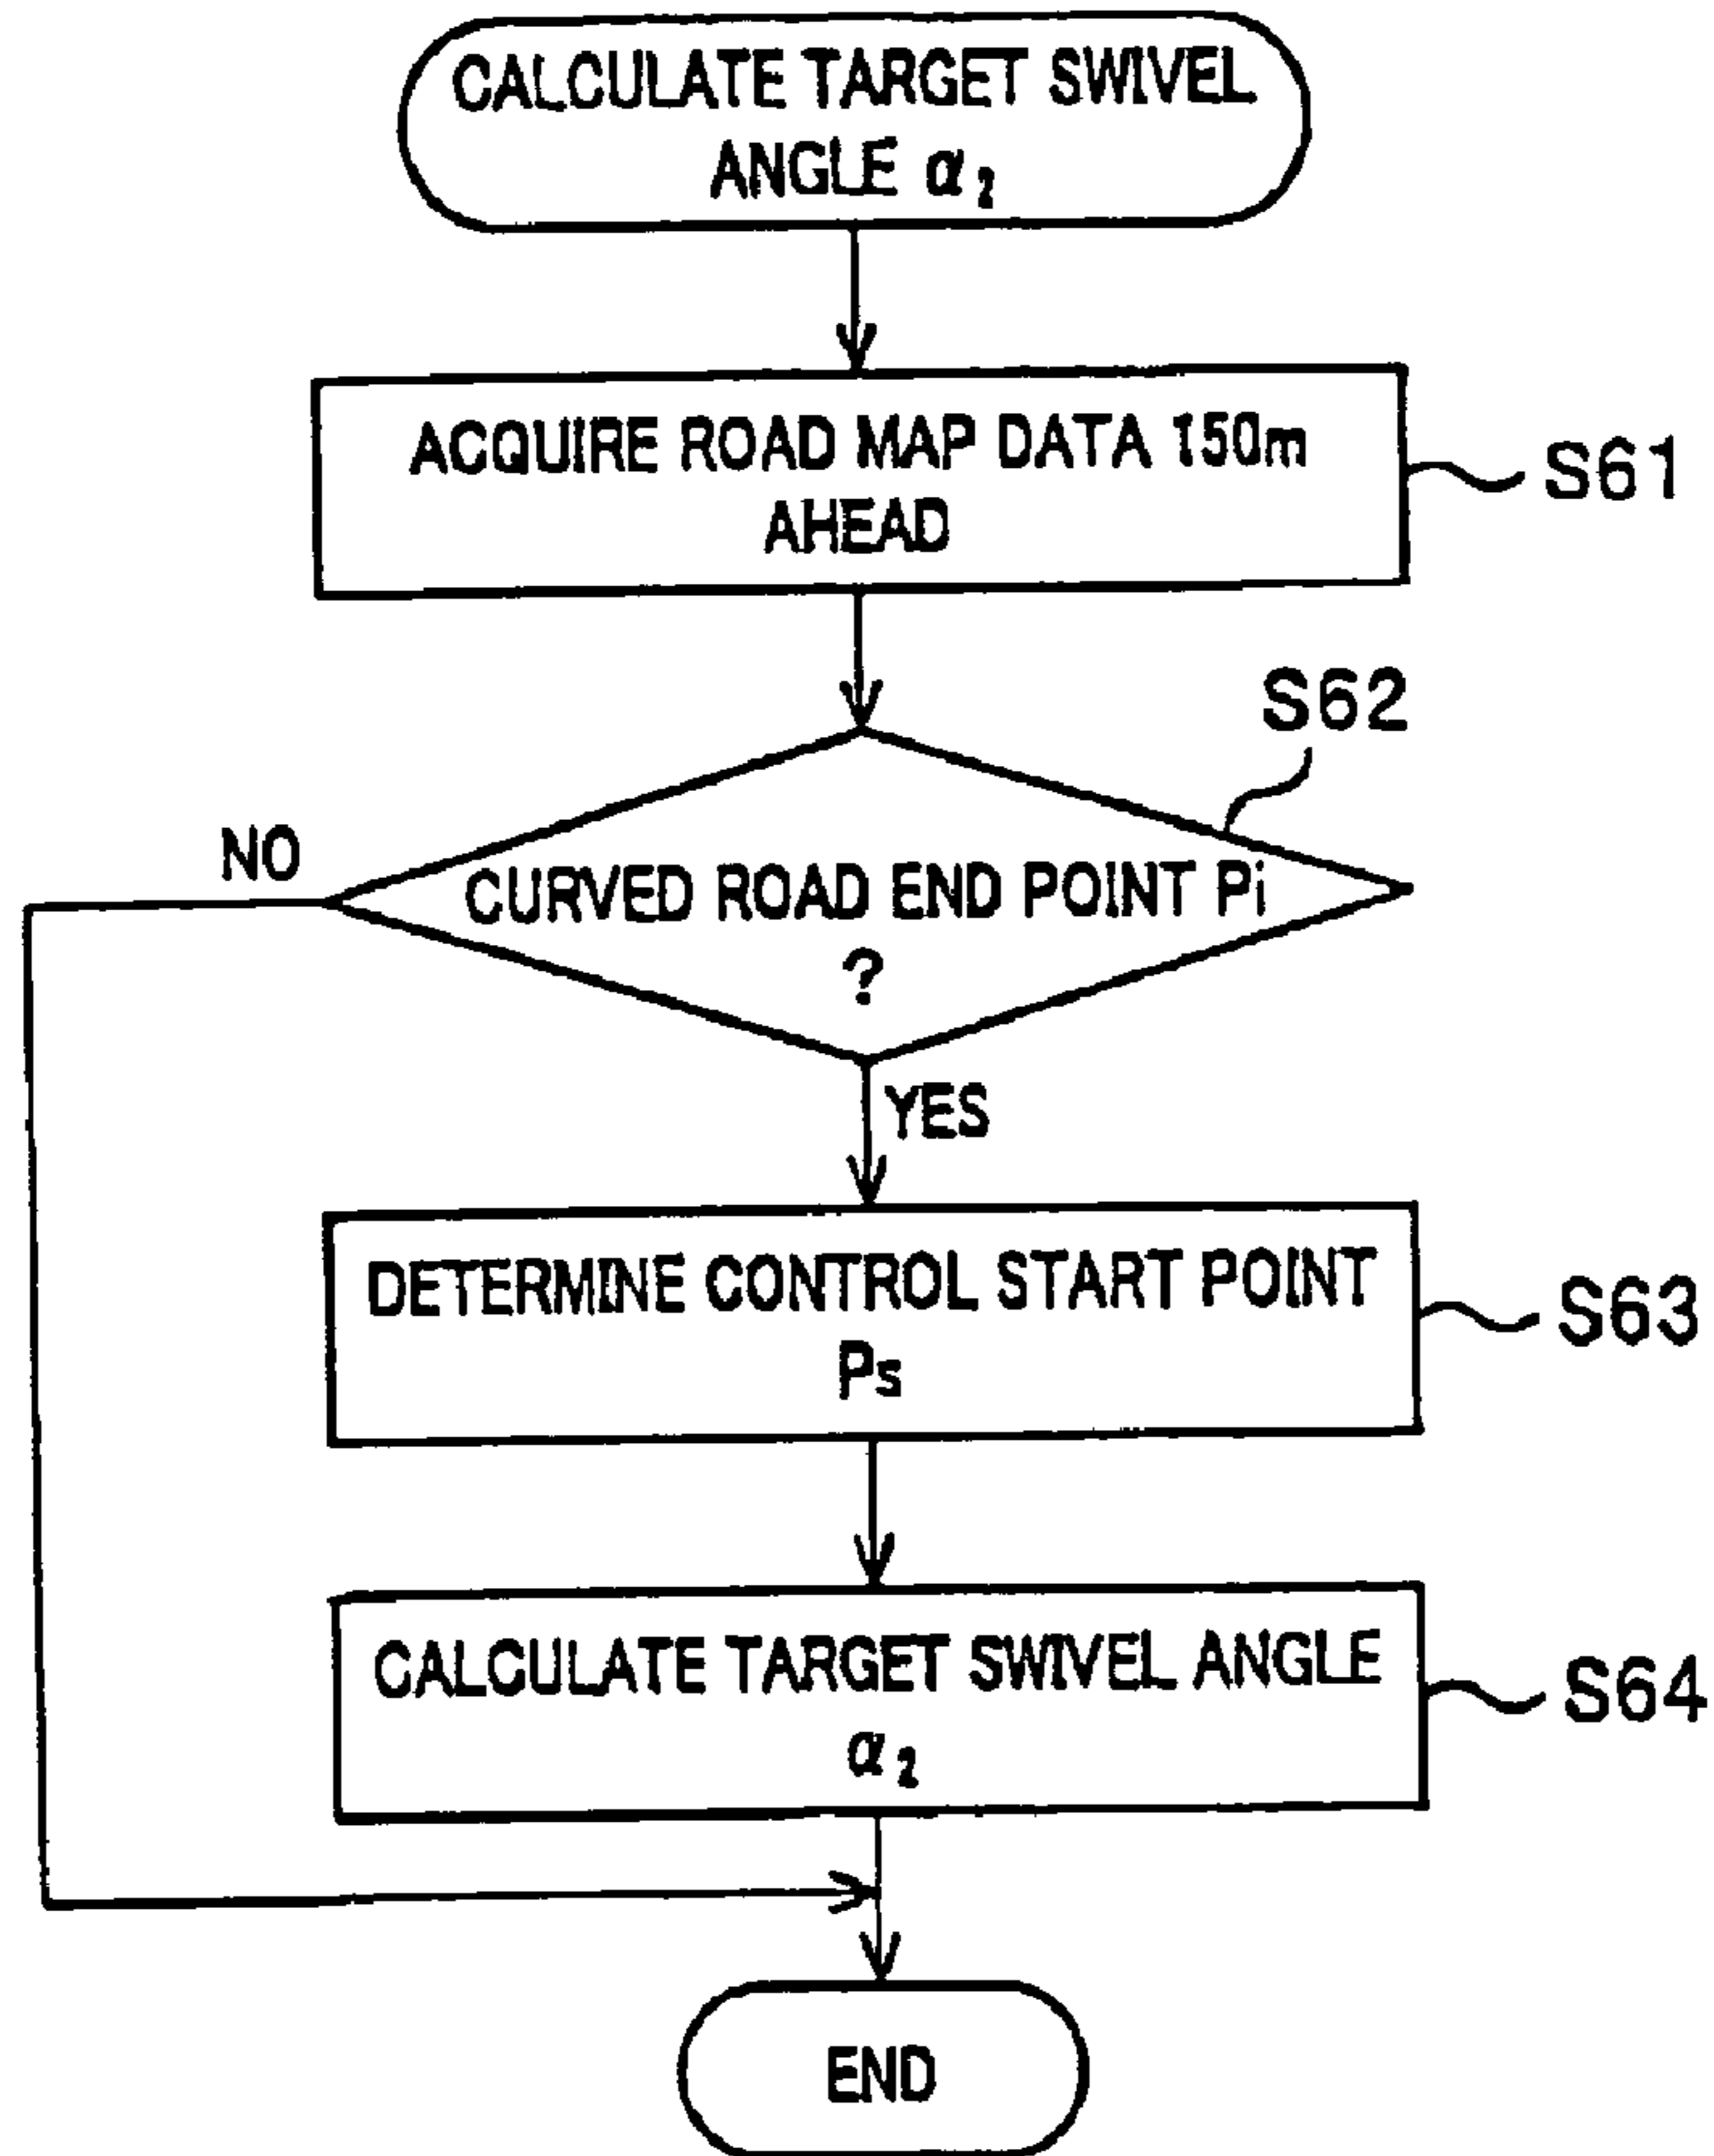 CALCULATE TARGET SWIVEL
ANGLE α₂
ACQUIRE ROAD MAP DATA 150m
AHEAD
S61
S62
NO
CURVED ROAD END POINT Pi
?
YES
DETERMINE CONTROL START POINT
Ps
S63
CALCULATE TARGET SWIVEL ANGLE
α₂
S64
END